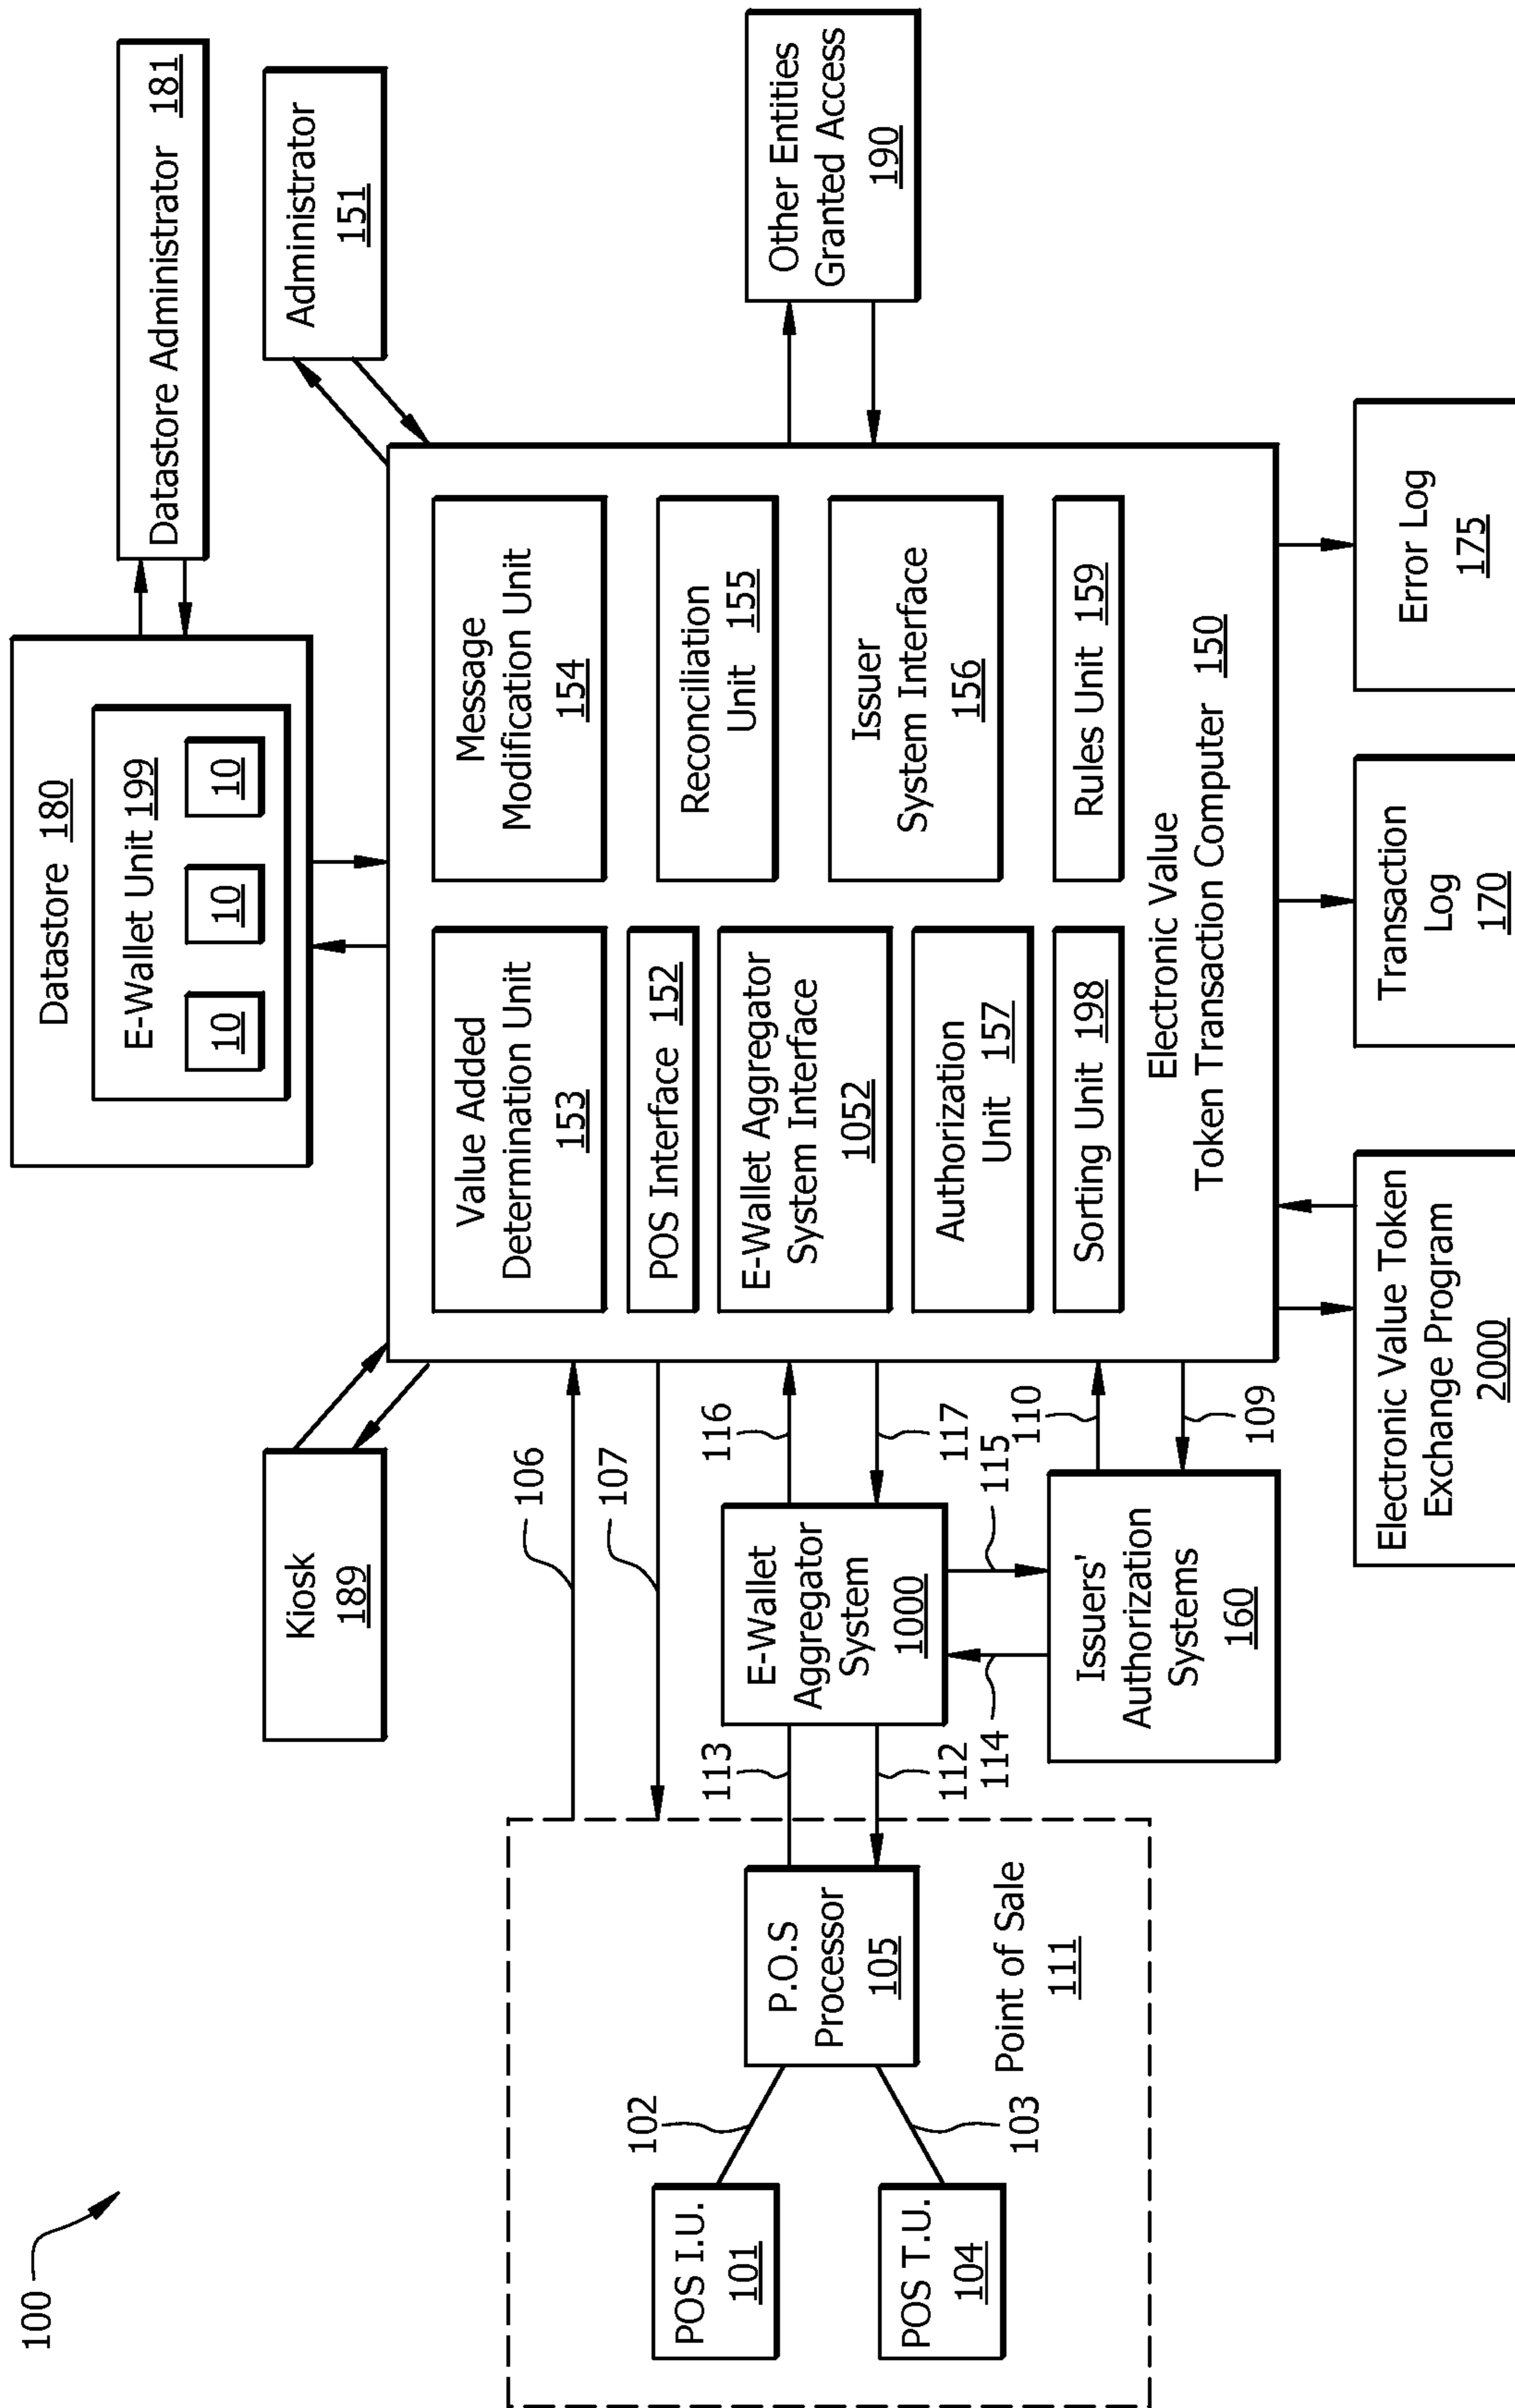 100
Datastore 180
E-Wallet Unit 199
10
10
10
Datastore Administrator 181
Kiosk
189
Administrator
151
106
107
Value Added
Determination Unit
153
POS Interface 152
E-Wallet Aggregator
System Interface
1052
Authorization
Unit 157
Sorting Unit 198
Message
Modification Unit
154
Reconciliation
Unit 155
Issuer
System Interface
156
Rules Unit 159
Electronic Value
Token Transaction Computer 150
Other Entities
Granted Access
190
POS I.U.
101
102
POS T.U.
104
103
P.O.S
Processor
105
Point of Sale
111
113
112
E-Wallet
Aggregator
System
1000
116
117
114
115
Issuers'
Authorization
Systems
160
110
109
Electronic Value Token
Exchange Program
2000
Transaction
Log
170
Error Log
175